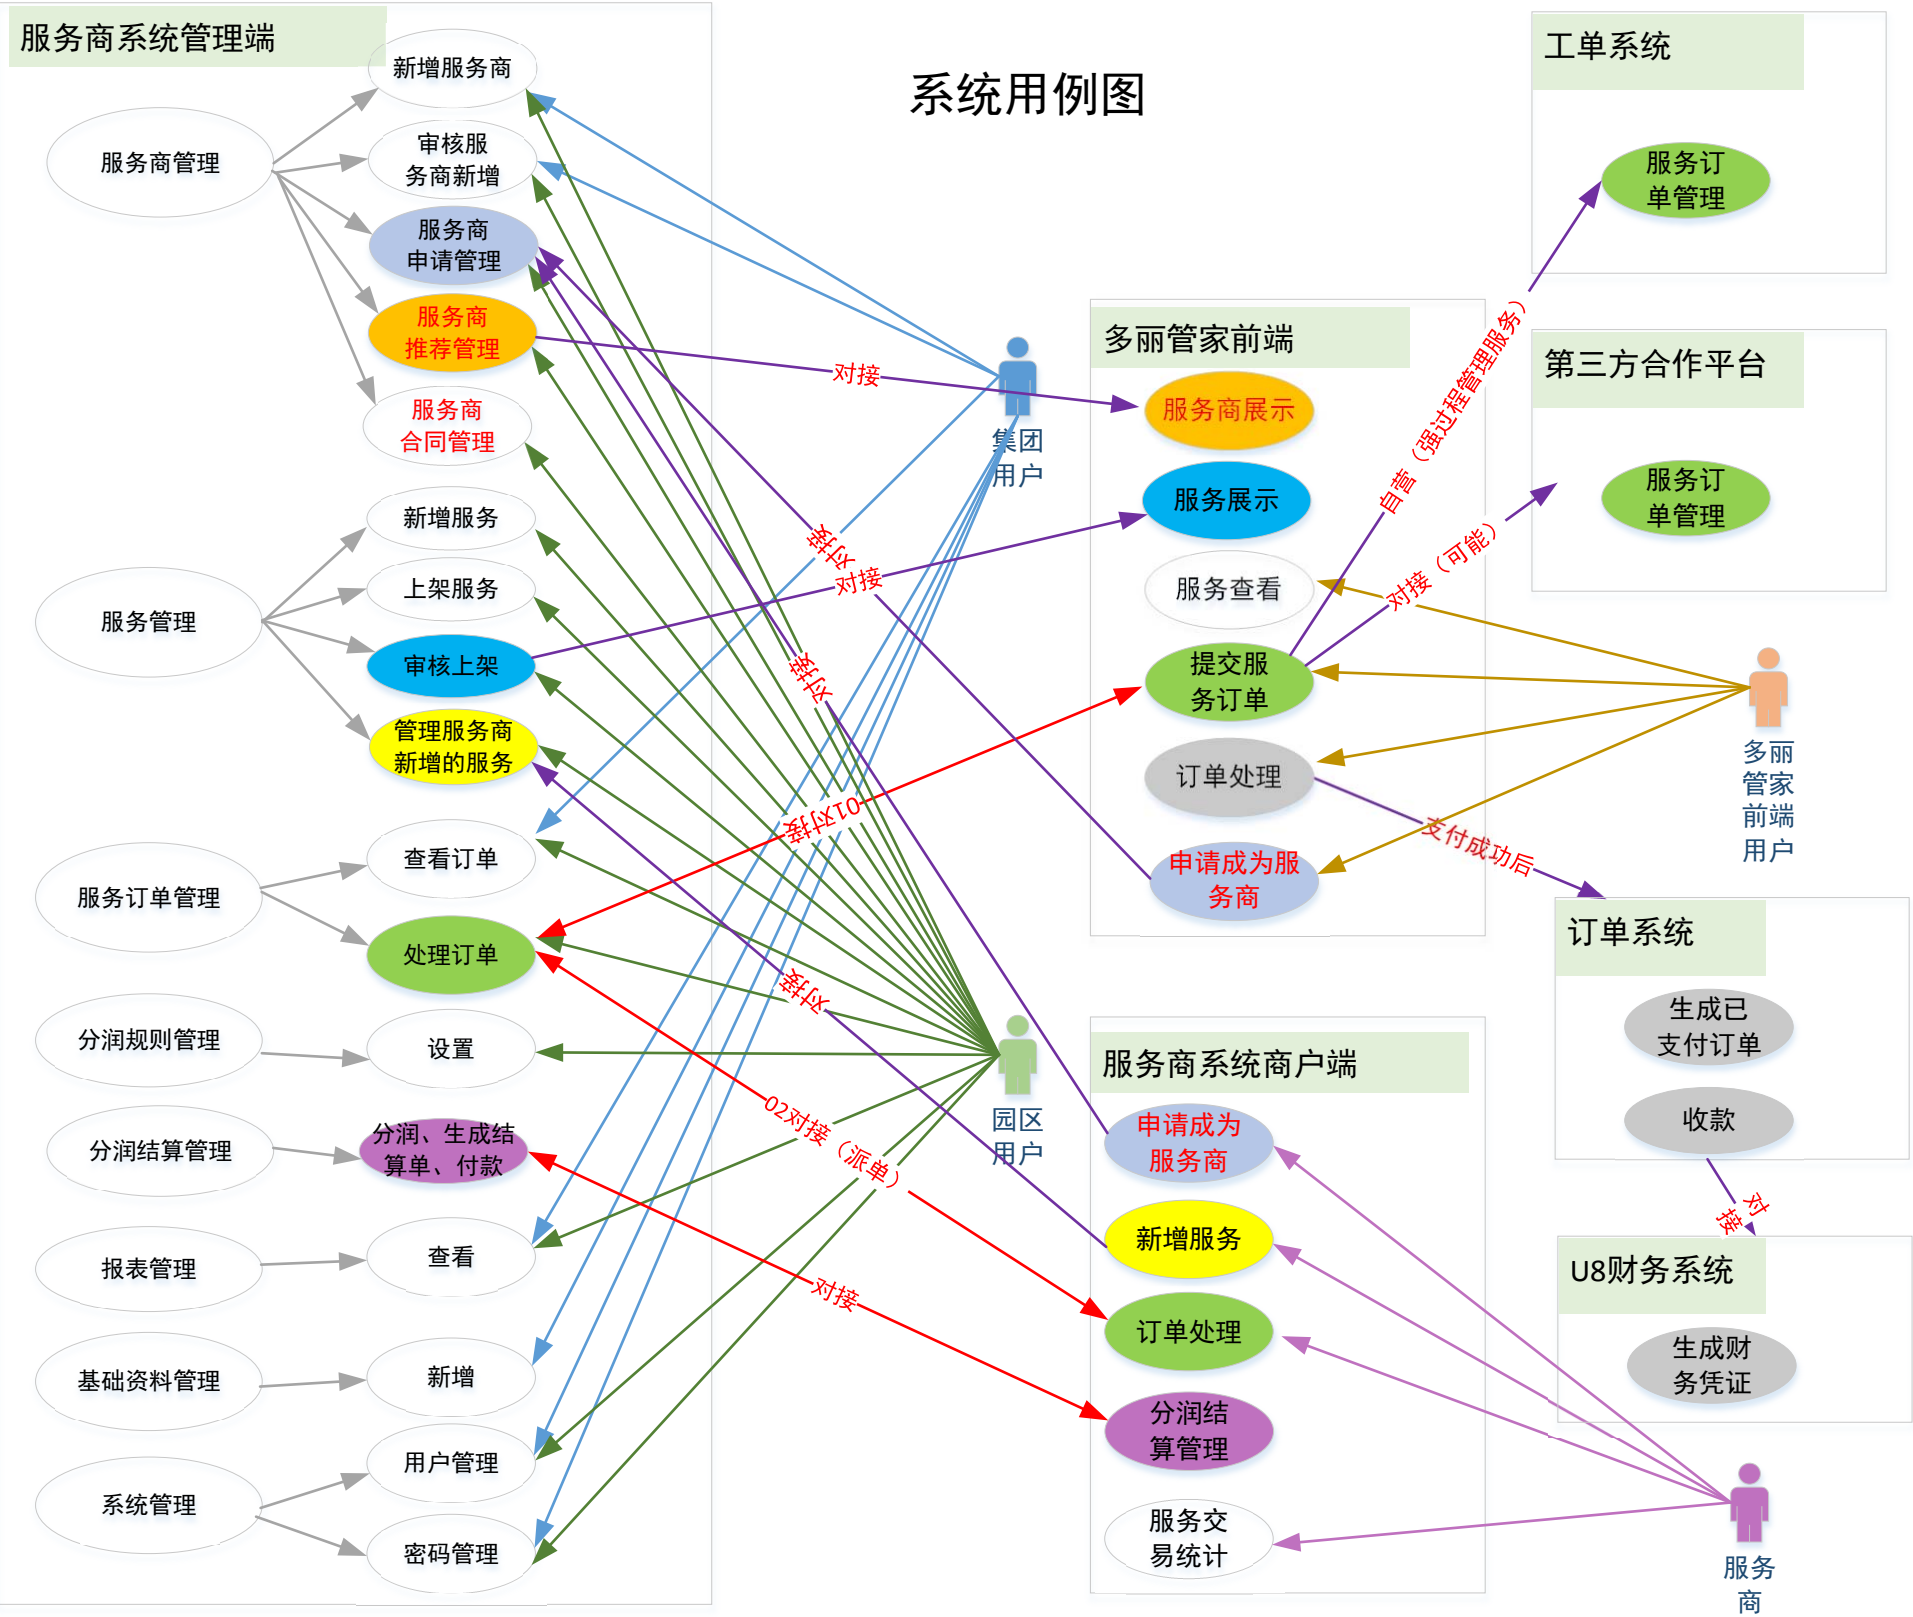 系统用例图
服务商系统管理端
服务商管理
新增服务商
审核服
务商新增
服务商
申请管理
服务商
推荐管理
服务商
合同管理
服务管理
新增服务
上架服务
审核上架
管理服务商
新增的服务
服务订单管理
查看订单
处理订单
分润规则管理
设置
分润结算管理
分润、生成结
算单、付款
报表管理
查看
基础资料管理
新增
系统管理
用户管理
密码管理
集团
用户
园区
用户
对接
对接
对接
对接
01对接
对接
02对接（派单）
对接
多丽管家前端
服务商展示
服务展示
服务查看
提交服
务订单
订单处理
申请成为服
务商
自营（强过程管理服务）
对接（可能）
支付成功后
服务商系统商户端
申请成为
服务商
新增服务
订单处理
分润结
算管理
服务交
易统计
工单系统
服务订
单管理
第三方合作平台
服务订
单管理
多丽
管家
前端
用户
订单系统
生成已
支付订单
收款
对
接
U8财务系统
生成财
务凭证
服务
商